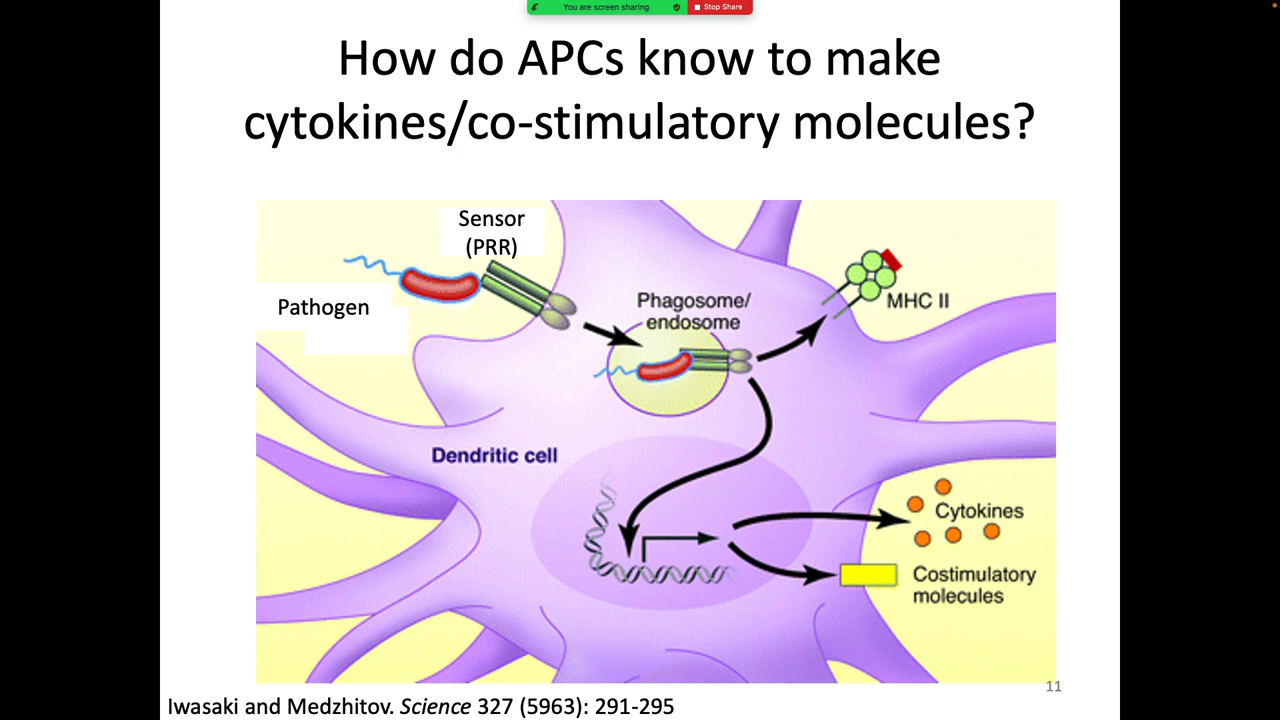 You are screen sharing
Stop Share
How do APCs know to make
cytokines/co-stimulatory molecules?
Sensor
(PRR)
Pathogen
Phagosome/
endosome
MHC II
Dendritic cell
Cytokines
Costimulatory
molecules
11
Iwasaki and Medzhitov. Science 327 (5963): 291-295